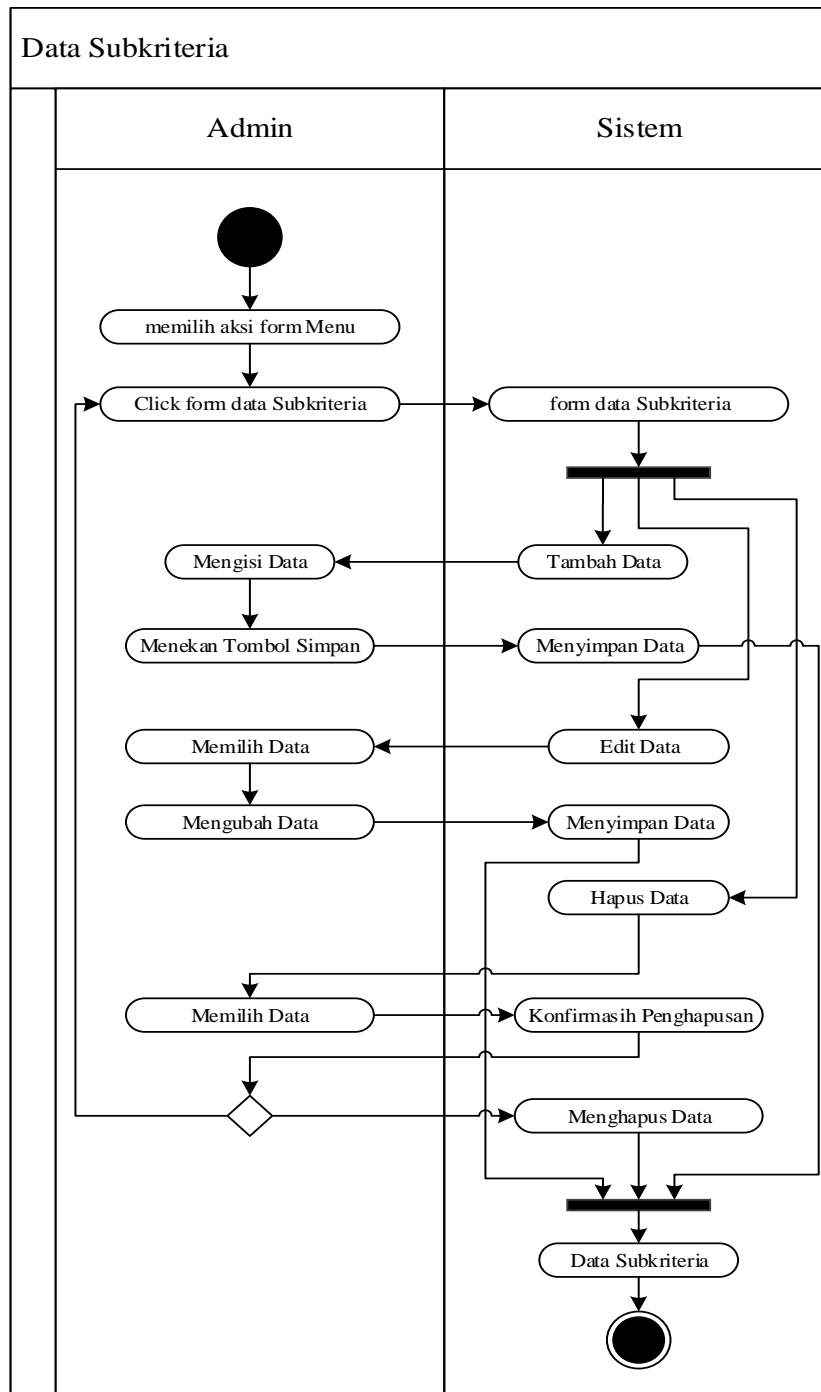 Data Subkriteria
Admin
Sistem
memilih aksi form Menu
Click form data Subkriteria
form data Subkriteria
Mengisi Data
Tambah Data
Menekan Tombol Simpan
Menyimpan Data
Memilih Data
Edit Data
Mengubah Data
Menyimpan Data
Hapus Data
Memilih Data
Konfirmasih Penghapusan
Menghapus Data
Data Subkriteria